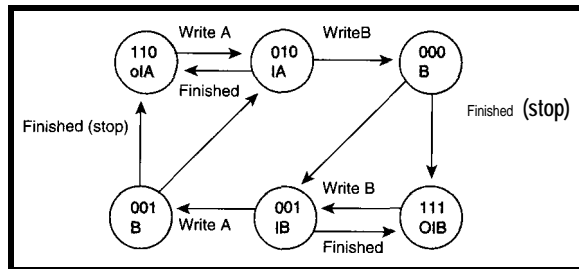 110
oIA
Write A
010
IA
WriteB
000
B
Finished
Finished (stop)
Finished (stop)
001
B
Write A
001
IB
Write B
Finished
111
OIB